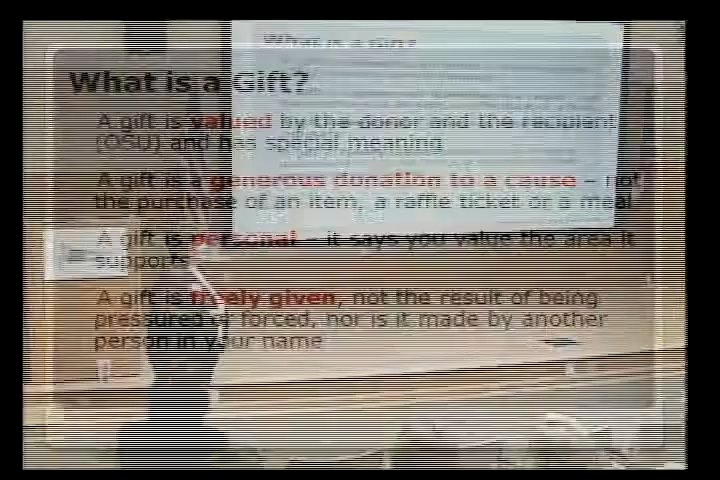 What is a Gift?
A gift is valued by the donor and the recipient
(OSU) and has special meaning
A gift is a generous donation to a cause – not
the purchase of an item, a raffle ticket or a meal
A gift is personal – it says you value the area it
supports
A gift is freely given, not the result of being
pressured or forced, nor is it made by another
person in your name
What is a Gift?